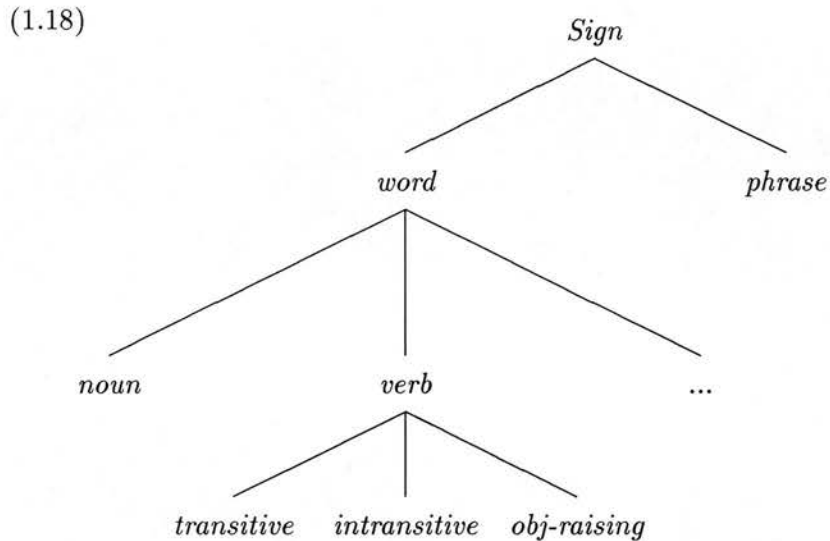 (1.18)
Sign
word phrase
noun verb ...
transitive intransitive obj-raising